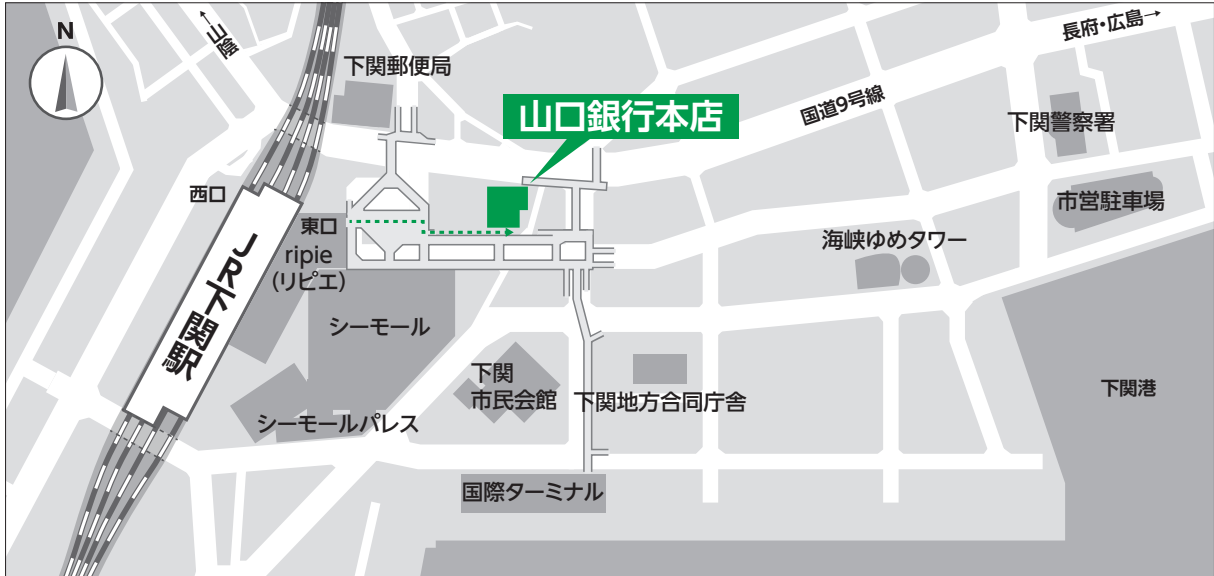 N
←山陰
長府・広島→
下関郵便局
山口銀行本店
国道9号線
下関警察署
西口
東口
市営駐車場
海峡ゆめタワー
ripie
(リピエ)
JR下関駅
シーモール
下関
市民会館
下関地方合同庁舎
下関港
シーモールパレス
国際ターミナル